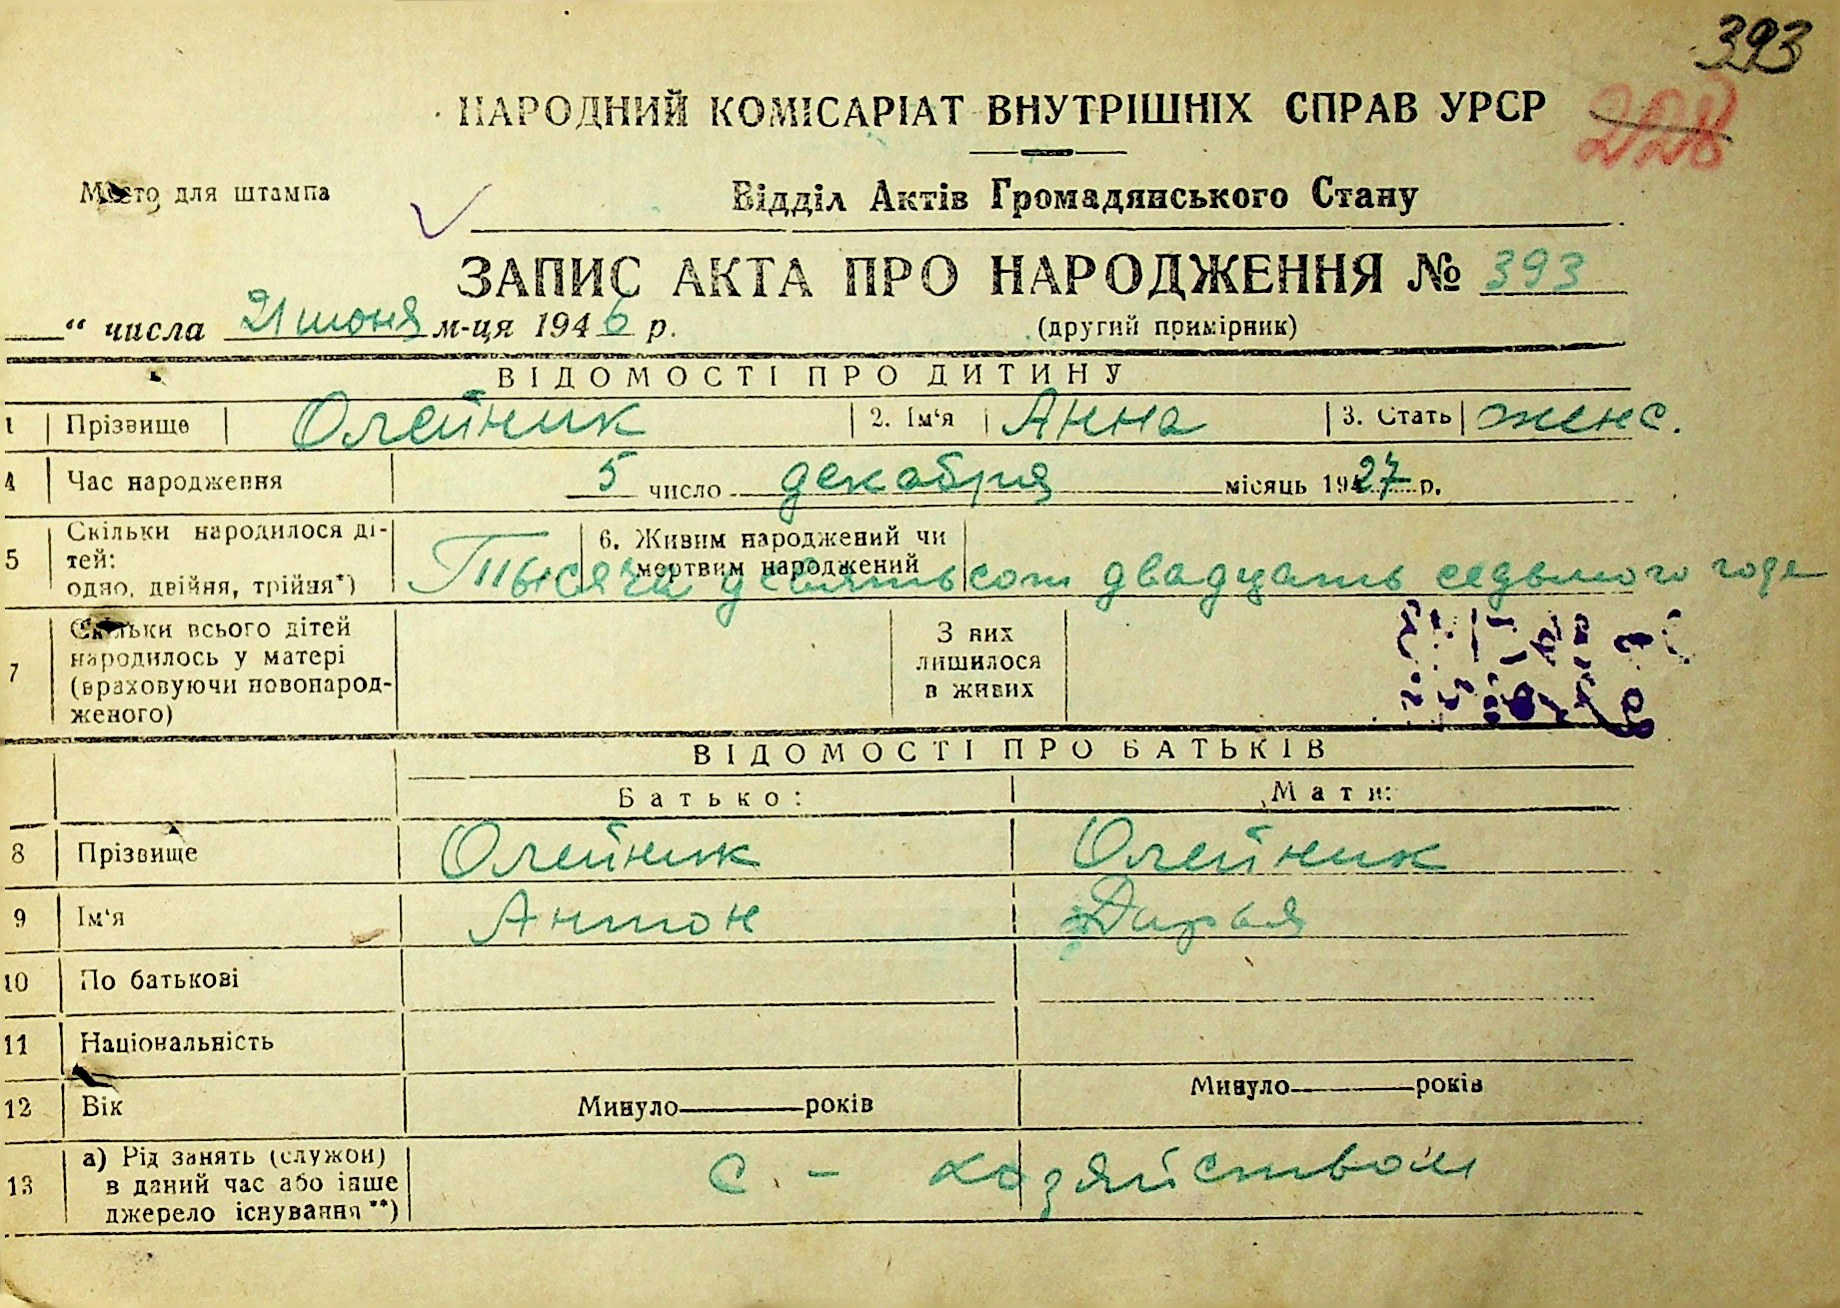 393
НАРОДНИЙ КОМІСАРІАТ ВНУТРІШНІХ СПРАВ УРСР
228
Место для штампа
Відділ Актів Громадянського Стану
ЗАПИС АКТА ПРО НАРОДЖЕННЯ № 393
“ числа 21 июня м-ця 1946 р.
(другий примірник)
ВІДОМОСТІ ПРО ДИТИНУ
1 Прізвище Олейник 2. Ім‘я Анна 3. Стать женс.
4 Час народження 5 число декабря місяць 1927 р.
5 Скільки народилося ді-
тей:
одно, двійня, трійня*)
6. Живим народжений чи
мертвим народжений
Тысяча девятьсот двадцать седьмого года
7 Скільки всього дітей
народилось у матері
(враховуючи новонарод-
женого)
З них
лишилося
в живих
ВІДОМОСТІ ПРО БАТЬКІВ
Батько: Мати:
8 Прізвище Олейник Олейник
9 Ім‘я Антон Дарья
10 По батькові
11 Національність
12 Вік Минуло років Минуло років
13 а) Рід занять (служби)
в даний час або інше
джерело існування**)
с. - хозяйством